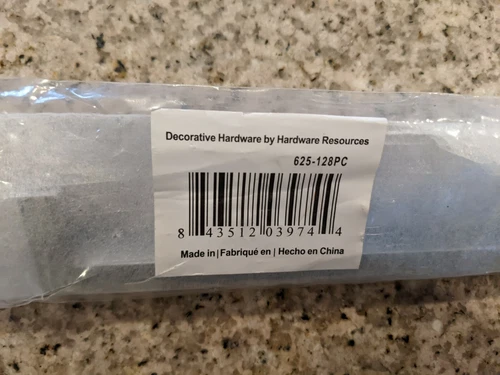 Decorative Hardware by Hardware Resources
625-128PC
8 43512 03974 4
Made in | Fabriqué en | Hecho en China